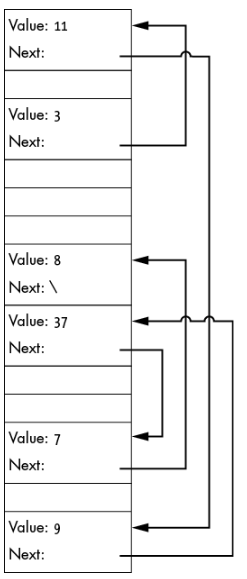 Value: 11
Next:
Value: 3
Next:
Value: 8
Next: \
Value: 37
Next:
Value: 7
Next:
Value: 9
Next: